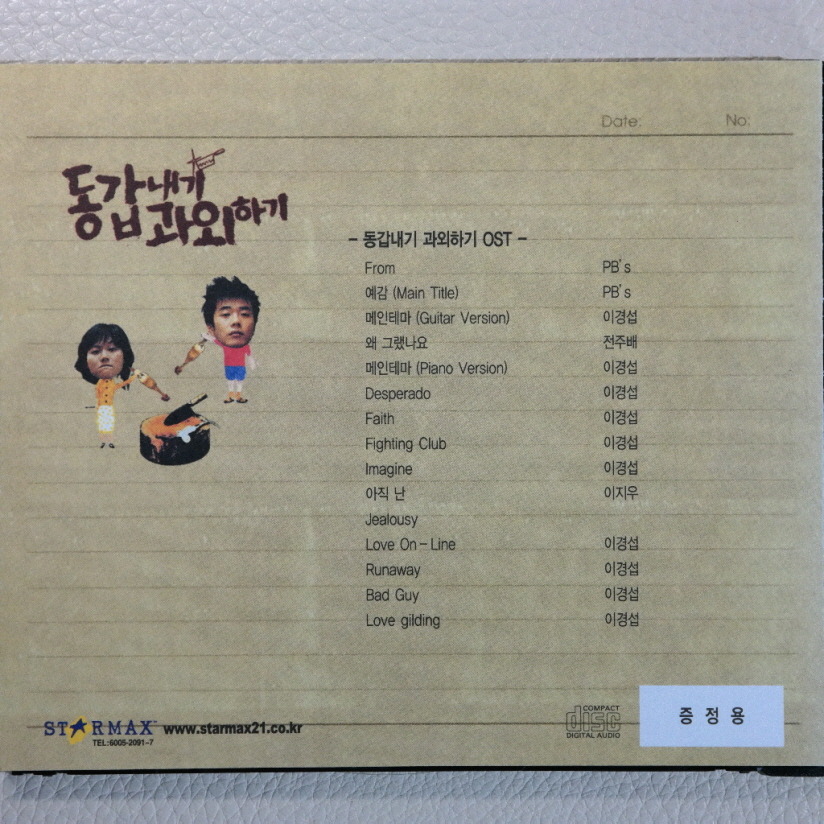 Date: No:
동갑내기
과외하기
- 동갑내기 과외하기 OST -
From PB's
예감 (Main Title) PB's
메인테마 (Guitar Version) 이경섭
왜 그랬나요 전주배
메인테마 (Piano Version) 이경섭
Desperado 이경섭
Faith 이경섭
Fighting Club 이경섭
Imagine 이경섭
아직 난 이지우
Jealousy
Love On-Line 이경섭
Runaway 이경섭
Bad Guy 이경섭
Love gilding 이경섭
STARMAX www.starmax21.co.kr
TEL:6005-2091~7
COMPACT
disc
DIGITAL AUDIO
증정용